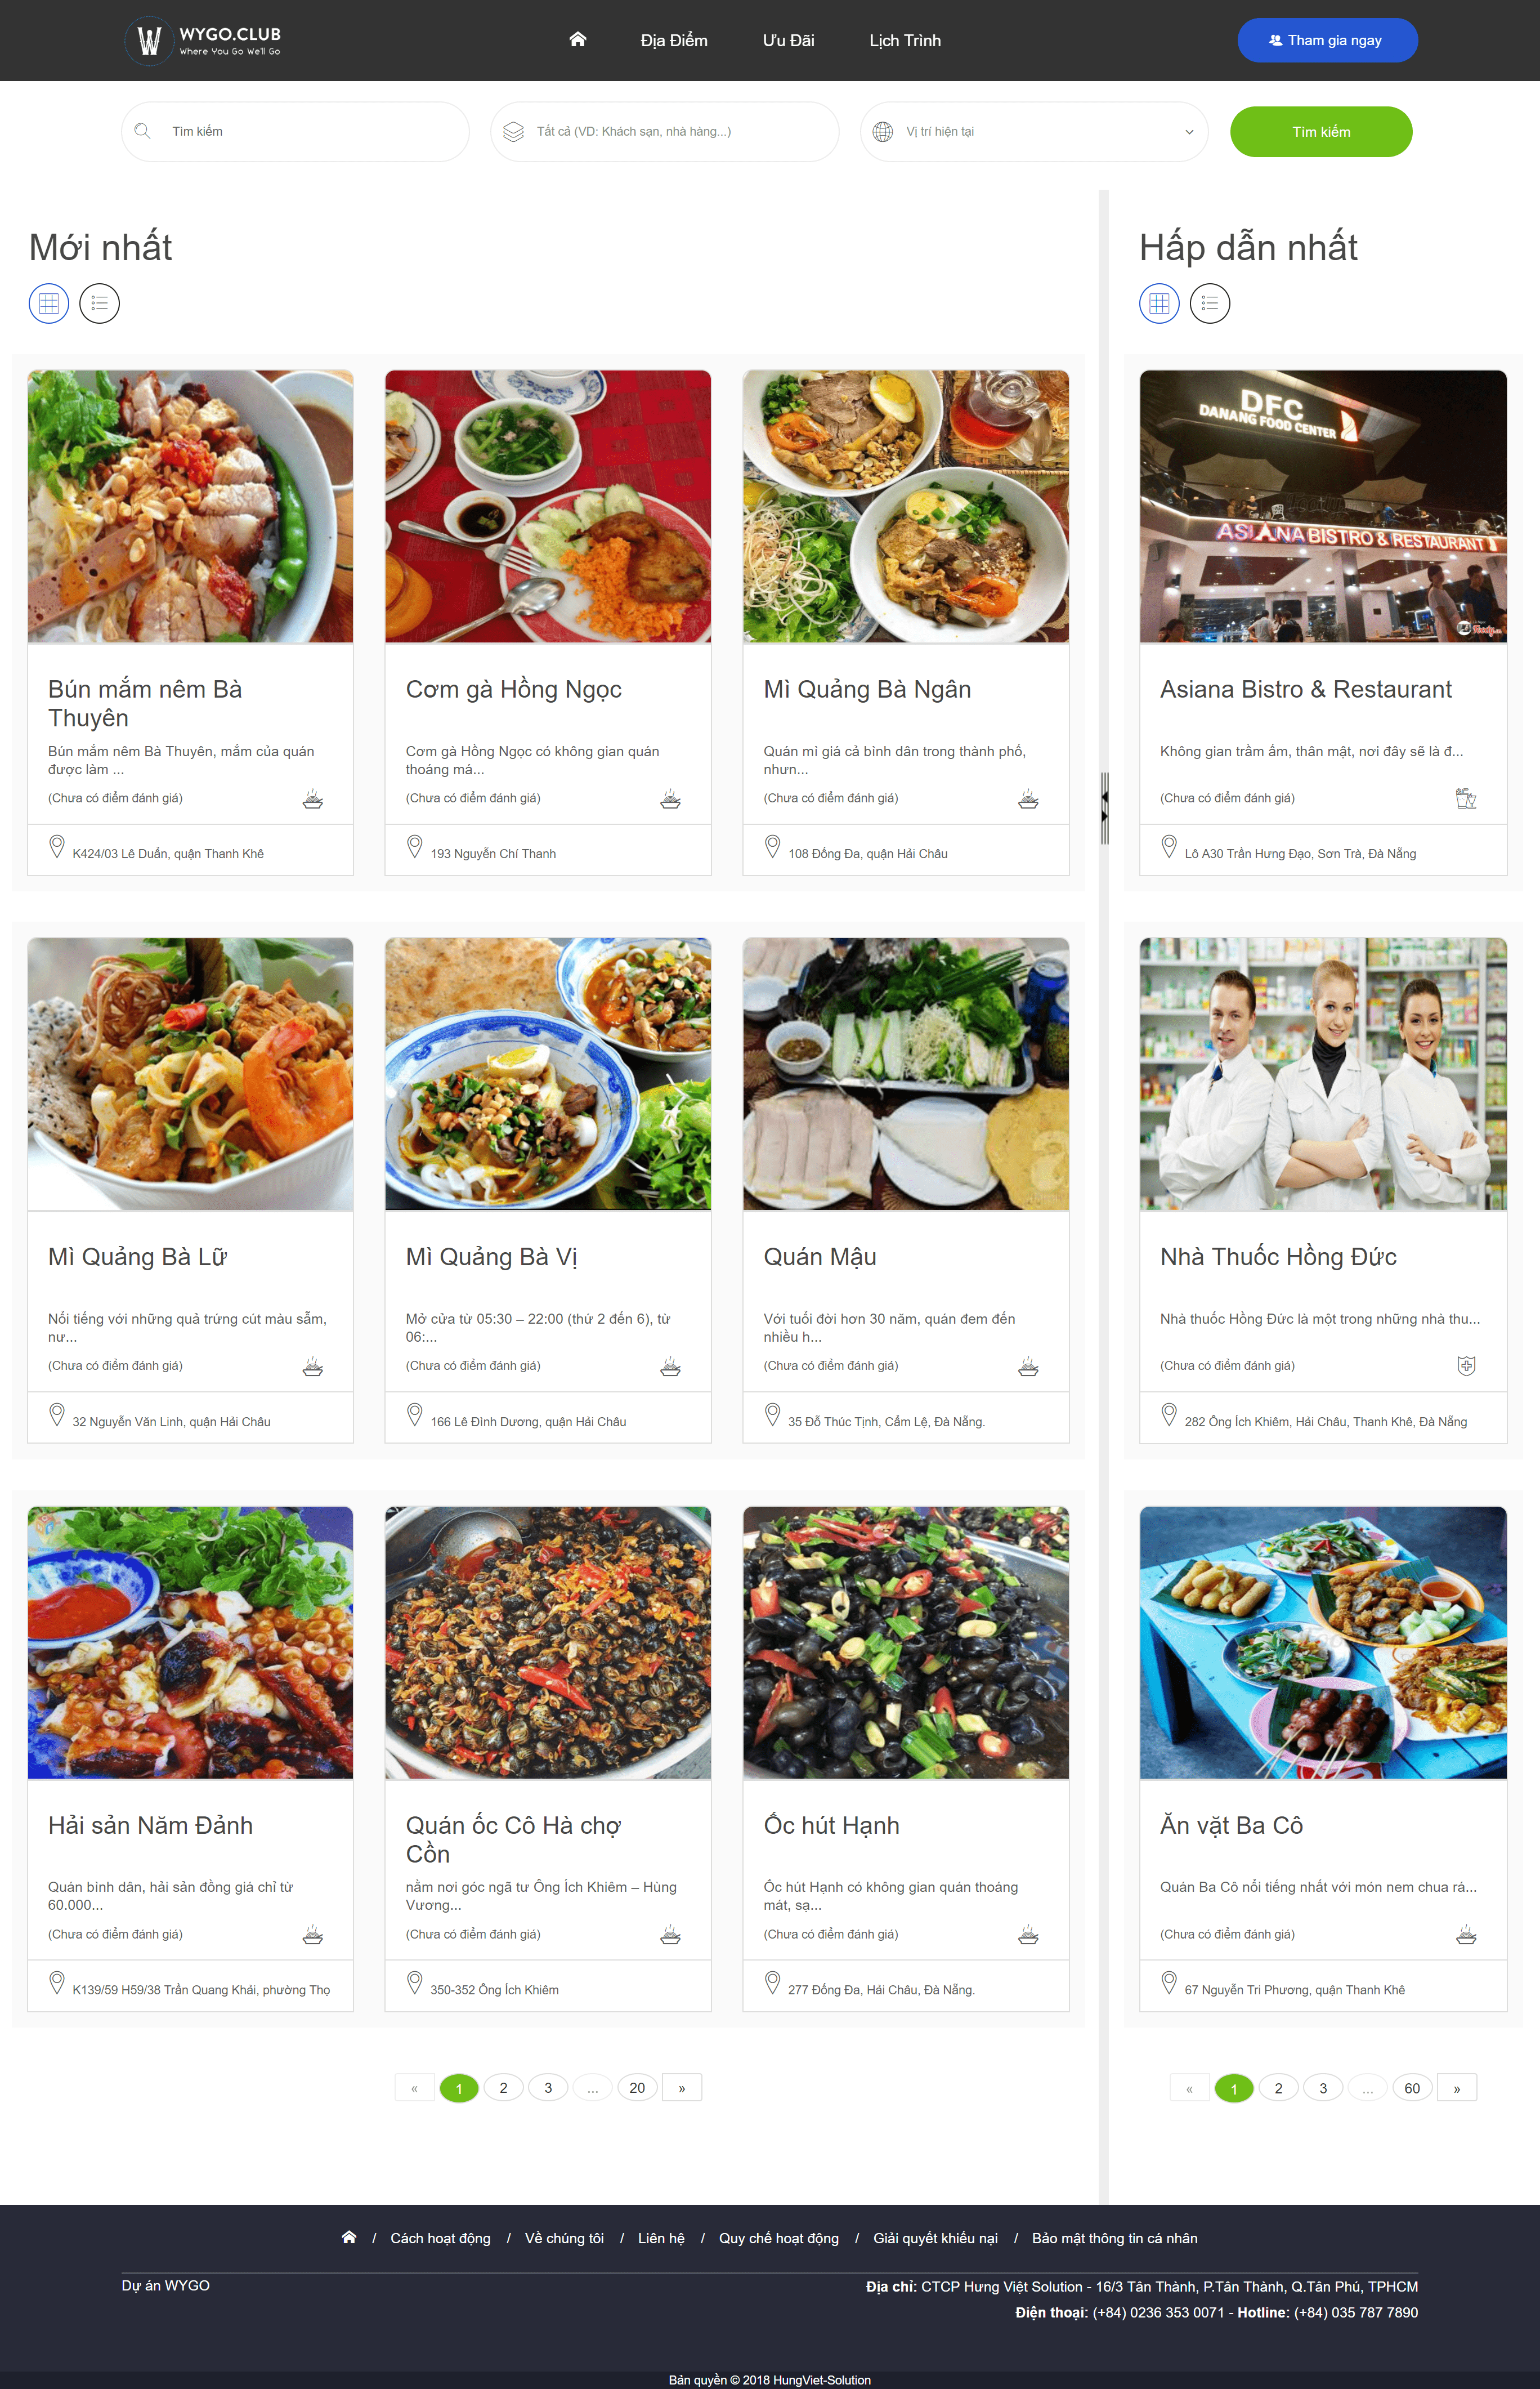 WYGO.CLUB
Where You Go We'll Go
Địa Điểm
Ưu Đãi
Lịch Trình
Tham gia ngay
Tìm kiếm
Tất cả (VD: Khách sạn, nhà hàng...)
Vị trí hiện tại
Tìm kiếm
Mới nhất
Bún mắm nêm Bà
Thuyên
Bún mắm nêm Bà Thuyên, mắm của quán
được làm ...
(Chưa có điểm đánh giá)
K424/03 Lê Duẩn, quận Thanh Khê
Cơm gà Hồng Ngọc
Cơm gà Hồng Ngọc có không gian quán
thoáng má...
(Chưa có điểm đánh giá)
193 Nguyễn Chí Thanh
Mì Quảng Bà Ngân
Quán mì giá cả bình dân trong thành phố,
nhưn...
(Chưa có điểm đánh giá)
108 Đống Đa, quận Hải Châu
Mì Quảng Bà Lữ
Nổi tiếng với những quả trứng cút màu sẫm,
nư...
(Chưa có điểm đánh giá)
32 Nguyễn Văn Linh, quận Hải Châu
Mì Quảng Bà Vị
Mở cửa từ 05:30 – 22:00 (thứ 2 đến 6), từ
06:...
(Chưa có điểm đánh giá)
166 Lê Đình Dương, quận Hải Châu
Quán Mậu
Với tuổi đời hơn 30 năm, quán đem đến
nhiều h...
(Chưa có điểm đánh giá)
35 Đỗ Thúc Tịnh, Cẩm Lệ, Đà Nẵng.
Hải sản Năm Đảnh
Quán bình dân, hải sản đồng giá chỉ từ
60.000...
(Chưa có điểm đánh giá)
K139/59 H59/38 Trần Quang Khải, phường Thọ
Quán ốc Cô Hà chợ
Cồn
nằm nơi góc ngã tư Ông Ích Khiêm – Hùng
Vương...
(Chưa có điểm đánh giá)
350-352 Ông Ích Khiêm
Ốc hút Hạnh
Ốc hút Hạnh có không gian quán thoáng
mát, sạ...
(Chưa có điểm đánh giá)
277 Đống Đa, Hải Châu, Đà Nẵng.
« 1 2 3 ... 20 »
Hấp dẫn nhất
DFC
DANANG FOOD CENTER
ASIANA BISTRO & RESTAURANT
Foody.vn
Asiana Bistro & Restaurant
Không gian trầm ấm, thân mật, nơi đây sẽ là đ...
(Chưa có điểm đánh giá)
Lô A30 Trần Hưng Đạo, Sơn Trà, Đà Nẵng
Nhà Thuốc Hồng Đức
Nhà thuốc Hồng Đức là một trong những nhà thu...
(Chưa có điểm đánh giá)
282 Ông Ích Khiêm, Hải Châu, Thanh Khê, Đà Nẵng
Ăn vặt Ba Cô
Quán Ba Cô nổi tiếng nhất với món nem chua rá...
(Chưa có điểm đánh giá)
67 Nguyễn Tri Phương, quận Thanh Khê
« 1 2 3 ... 60 »
/ Cách hoạt động / Về chúng tôi / Liên hệ / Quy chế hoạt động / Giải quyết khiếu nại / Bảo mật thông tin cá nhân
Dự án WYGO
Địa chỉ: CTCP Hưng Việt Solution - 16/3 Tân Thành, P.Tân Thành, Q.Tân Phú, TPHCM
Điện thoại: (+84) 0236 353 0071 - Hotline: (+84) 035 787 7890
Bản quyền © 2018 HungViet-Solution